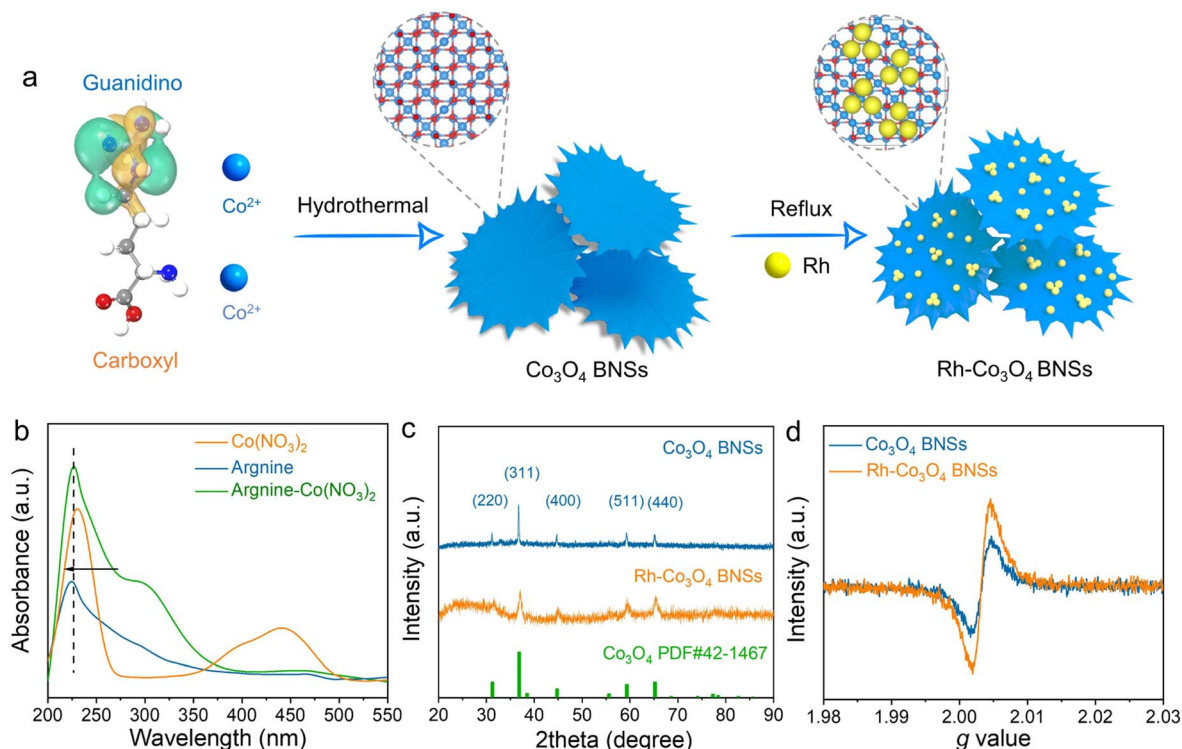 a
Guanidino
Co²⁺
Co²⁺
Carboxyl
Hydrothermal
Co₃O₄ BNSs
Reflux
Rh
Rh-Co₃O₄ BNSs
b
Co(NO₃)₂
Argnine
Argnine-Co(NO₃)₂
Absorbance (a.u.)
200 250 300 350 400 450 500 550
Wavelength (nm)
c
Co₃O₄ BNSs
(311)
(220) (400) (511) (440)
Rh-Co₃O₄ BNSs
Co₃O₄ PDF#42-1467
Intensity (a.u.)
20 30 40 50 60 70 80 90
2theta (degree)
d
Co₃O₄ BNSs
Rh-Co₃O₄ BNSs
Intensity (a.u.)
1.98 1.99 2.00 2.01 2.02 2.03
g value